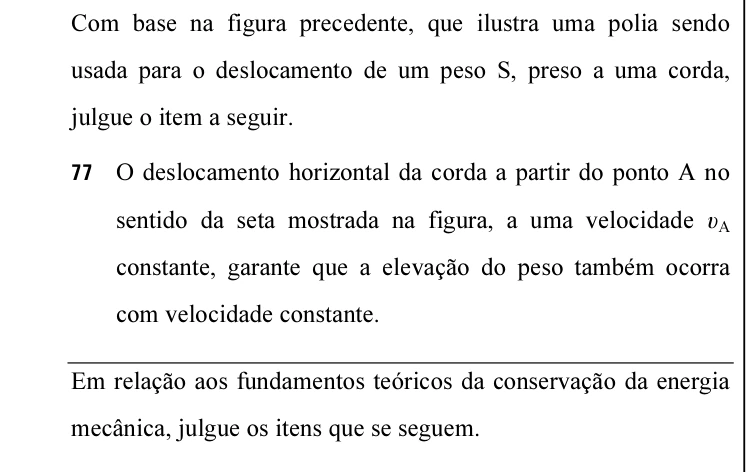 Com base na figura precedente, que ilustra uma polia sendo
usada para o deslocamento de um peso S, preso a uma corda,
julgue o item a seguir.
77 O deslocamento horizontal da corda a partir do ponto A no
sentido da seta mostrada na figura, a uma velocidade vA
constante, garante que a elevação do peso também ocorra
com velocidade constante.
Em relação aos fundamentos teóricos da conservação da energia
mecânica, julgue os itens que se seguem.